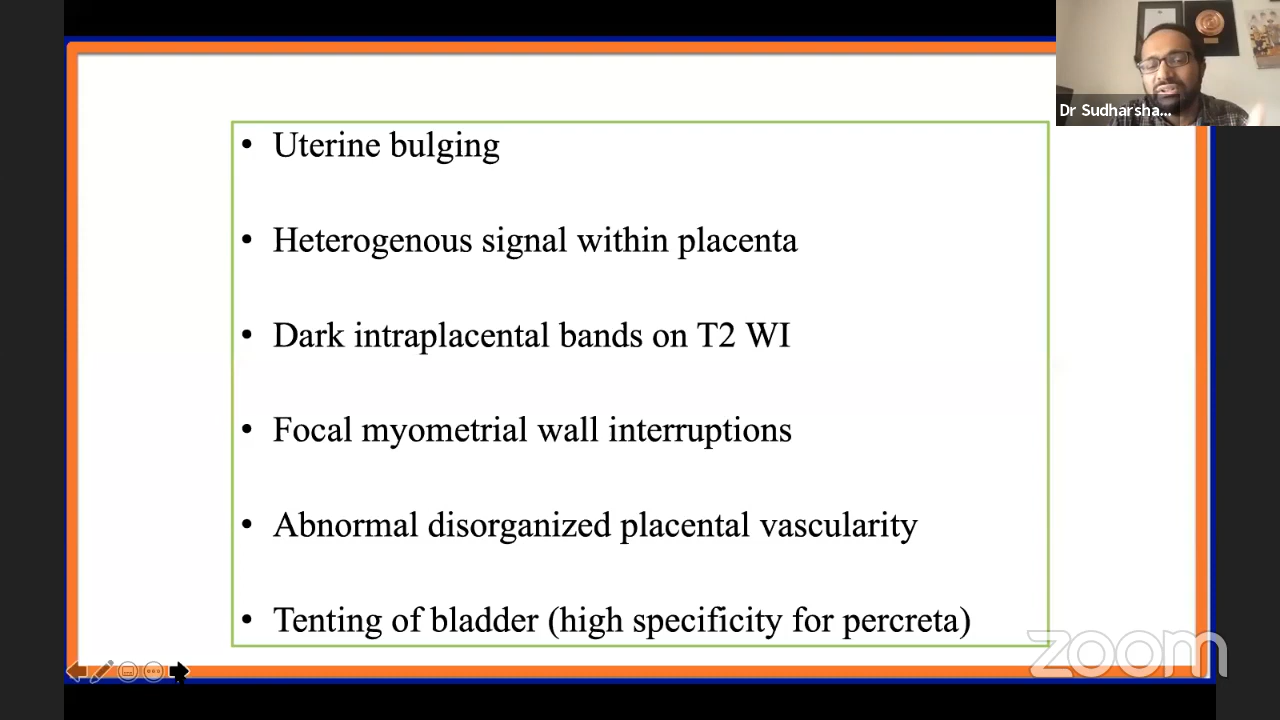 Dr Sudharsha...
• Uterine bulging
• Heterogenous signal within placenta
• Dark intraplacental bands on T2 WI
• Focal myometrial wall interruptions
• Abnormal disorganized placental vascularity
• Tenting of bladder (high specificity for percreta)
zoom